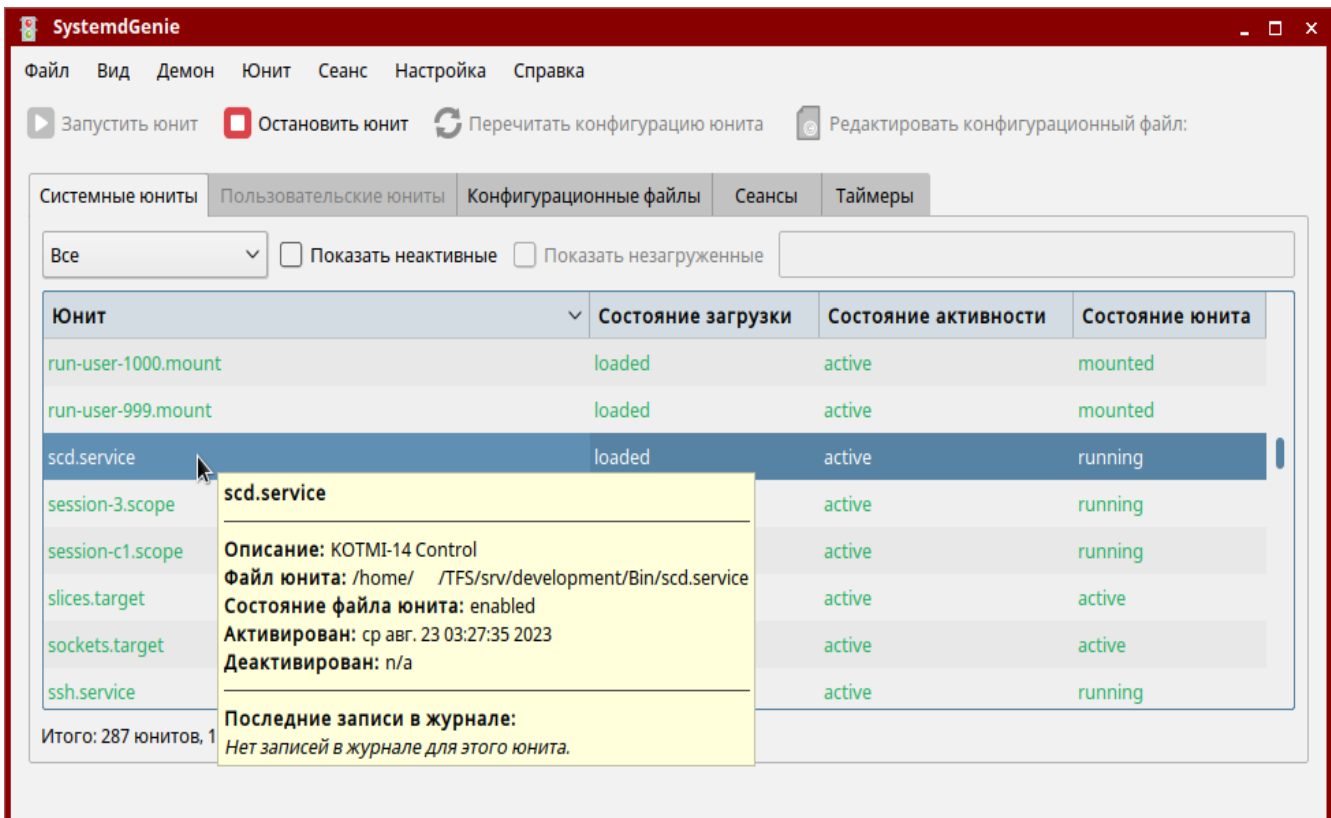 SystemdGenie
Файл Вид Демон Юнит Сеанс Настройка Справка
Запустить юнит Остановить юнит Перечитать конфигурацию юнита Редактировать конфигурационный файл:
Системные юниты Пользовательские юниты Конфигурационные файлы Сеансы Таймеры
Все Показать неактивные Показать незагруженные
Юнит Состояние загрузки Состояние активности Состояние юнита
run-user-1000.mount loaded active mounted
run-user-999.mount loaded active mounted
scd.service loaded active running
session-3.scope active running
session-c1.scope active running
slices.target active active
sockets.target active active
ssh.service active running
scd.service
Описание: KOTMI-14 Control
Файл юнита: /home/ /TFS/srv/development/Bin/scd.service
Состояние файла юнита: enabled
Активирован: ср авг. 23 03:27:35 2023
Деактивирован: n/a
Последние записи в журнале:
Нет записей в журнале для этого юнита.
Итого: 287 юнитов, 1